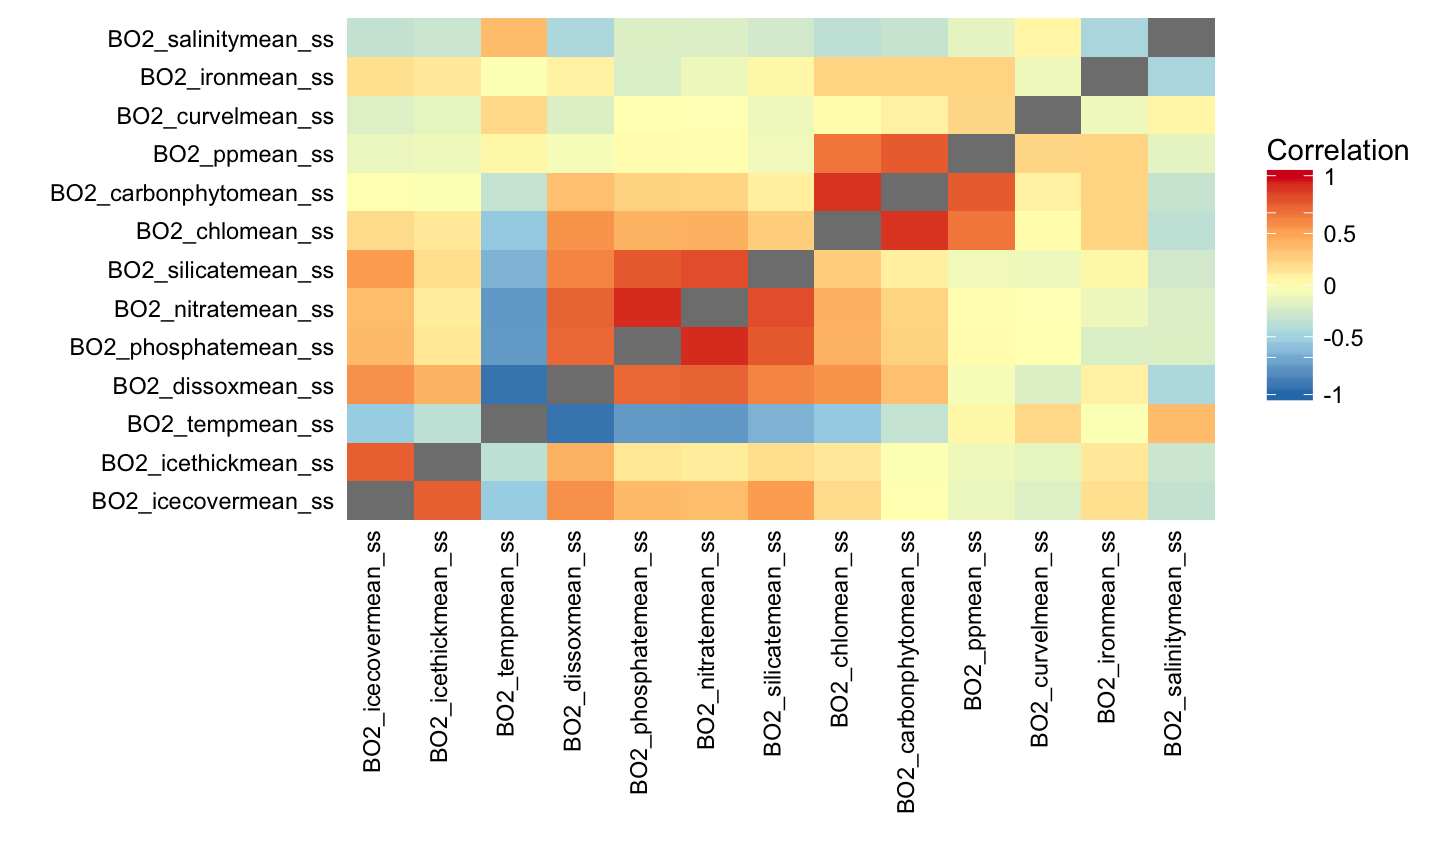 BO2_salinitymean_ss
BO2_ironmean_ss
BO2_curvelmean_ss
BO2_ppmean_ss
BO2_carbonphytomean_ss
BO2_chlomean_ss
BO2_silicatemean_ss
BO2_nitratemean_ss
BO2_phosphatemean_ss
BO2_dissoxmean_ss
BO2_tempmean_ss
BO2_icethickmean_ss
BO2_icecovermean_ss
BO2_icecovermean_ss
BO2_icethickmean_ss
BO2_tempmean_ss
BO2_dissoxmean_ss
BO2_phosphatemean_ss
BO2_nitratemean_ss
BO2_silicatemean_ss
BO2_chlomean_ss
BO2_carbonphytomean_ss
BO2_ppmean_ss
BO2_curvelmean_ss
BO2_ironmean_ss
BO2_salinitymean_ss
Correlation
1
0.5
0
-0.5
-1